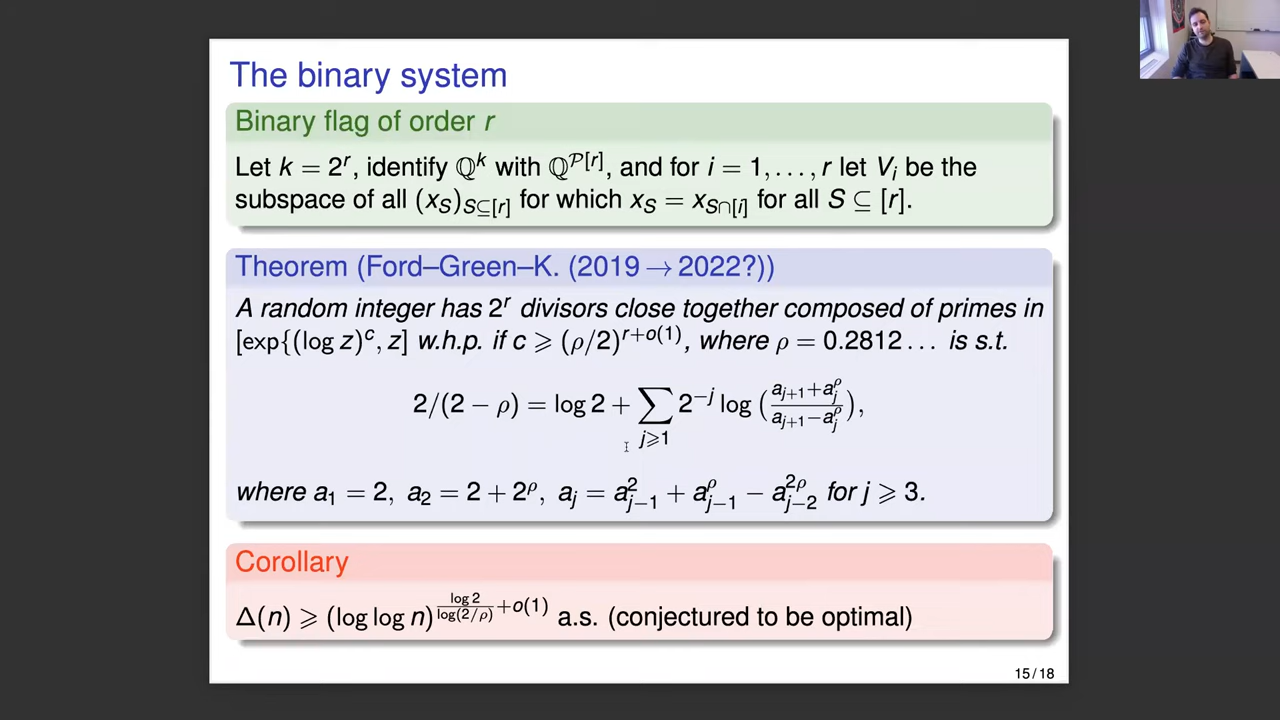 The binary system
Binary flag of order r
Let k = 2^r, identify ℚ^k with ℚ^{𝒫[r]}, and for i = 1, . . . , r let V_i be the
subspace of all (x_S)_{S⊆[r]} for which x_S = x_{S∩[i]} for all S ⊆ [r].
Theorem (Ford–Green–K. (2019 → 2022?))
A random integer has 2^r divisors close together composed of primes in
[exp{(log z)^c, z] w.h.p. if c ⩾ (ρ/2)^{r+o(1)}, where ρ = 0.2812 . . . is s.t.
2/(2 − ρ) = log 2 + ∑_{j⩾1} 2^{−j} log ( (a_{j+1}+a_j^ρ)/(a_{j+1}−a_j^ρ) ),
where a_1 = 2, a_2 = 2 + 2^ρ, a_j = a_{j−1}^2 + a_{j−1}^ρ − a_{j−2}^{2ρ} for j ⩾ 3.
Corollary
Δ(n) ⩾ (log log n)^{log 2/log(2/ρ) + o(1)} a.s. (conjectured to be optimal)
15 / 18